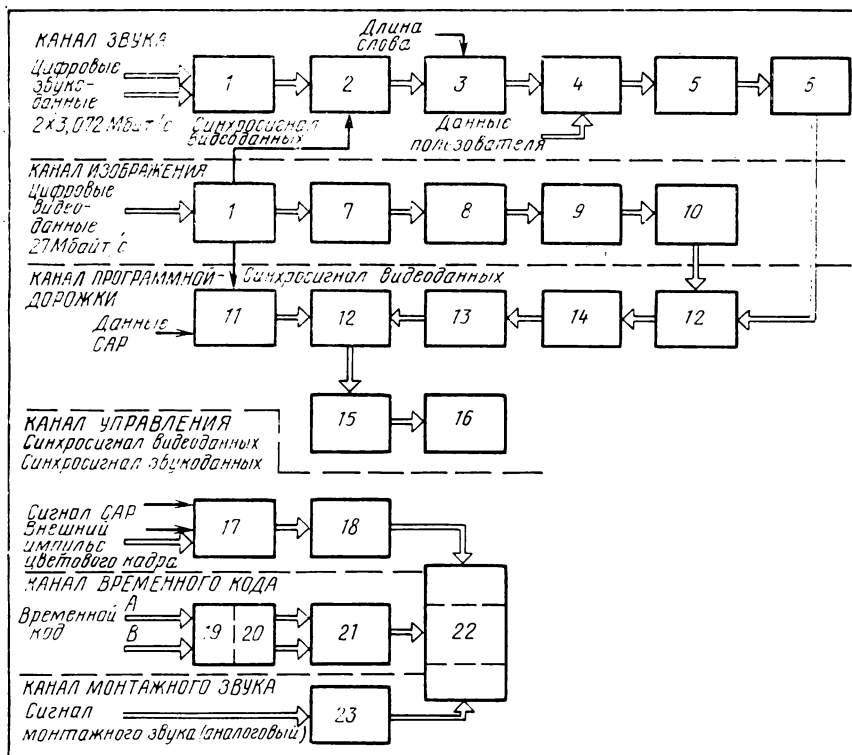 КАНАЛ ЗВУКА
Длина
слова
Цифровые
звуко-
данные
2×3,072 Мбит/с
1
2
3
4
5
6
Синхросигнал
видеоданных
Данные
пользователя
КАНАЛ ИЗОБРАЖЕНИЯ
Цифровые
видео-
данные
27Мбайт/с
1
7
8
9
10
КАНАЛ ПРОГРАММНОЙ
ДОРОЖКИ
Синхросигнал видеоданных
Данные
САР
11
12
13
14
12
15
16
КАНАЛ УПРАВЛЕНИЯ
Синхросигнал видеоданных
Синхросигнал звукоданных
Сигнал САР
Внешний
импульс
цветового кадра
17
18
КАНАЛ ВРЕМЕННОГО КОДА
Временной
код
А
В
19
20
21
22
КАНАЛ МОНТАЖНОГО ЗВУКА
Сигнал
монтажного звука (аналоговый)
23